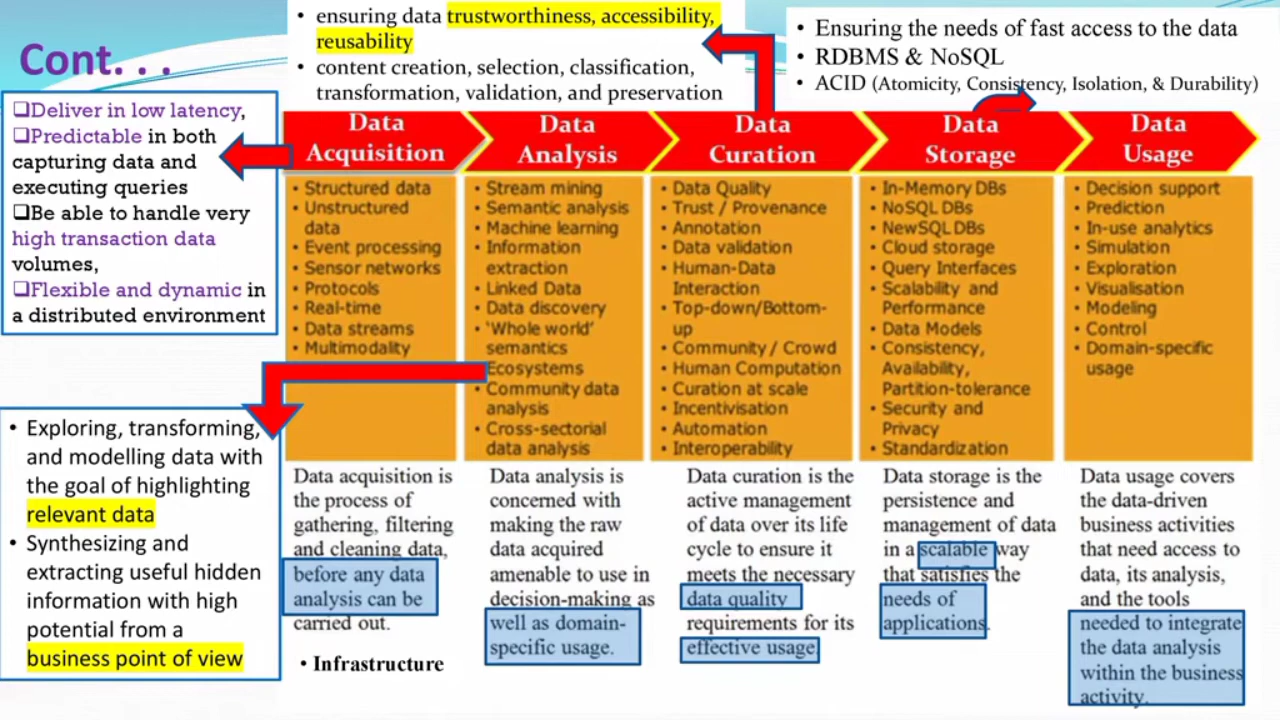 Cont. . .
• ensuring data trustworthiness, accessibility,
reusability
• content creation, selection, classification,
transformation, validation, and preservation
• Ensuring the needs of fast access to the data
• RDBMS & NoSQL
• ACID (Atomicity, Consistency, Isolation, & Durability)
❑Deliver in low latency,
❑Predictable in both
capturing data and
executing queries
❑Be able to handle very
high transaction data
volumes,
❑Flexible and dynamic in
a distributed environment
Data
Acquisition
• Structured data
• Unstructured
data
• Event processing
• Sensor networks
• Protocols
• Real-time
• Data streams
• Multimodality
Data acquisition is
the process of
gathering, filtering
and cleaning data,
before any data
analysis can be
carried out.
• Infrastructure
Data
Analysis
• Stream mining
• Semantic analysis
• Machine learning
• Information
extraction
• Linked Data
• Data discovery
• ‘Whole world’
semantics
Ecosystems
• Community data
analysis
• Cross-sectorial
data analysis
Data analysis is
concerned with
making the raw
data acquired
amenable to use in
decision-making as
well as domain-
specific usage.
Data
Curation
• Data Quality
• Trust / Provenance
• Annotation
• Data validation
• Human-Data
Interaction
• Top-down/Bottom-
up
• Community / Crowd
• Human Computation
• Curation at scale
• Incentivisation
• Automation
• Interoperability
Data curation is the
active management
of data over its life
cycle to ensure it
meets the necessary
data quality
requirements for its
effective usage.
Data
Storage
• In-Memory DBs
• NoSQL DBs
• NewSQL DBs
• Cloud storage
• Query Interfaces
• Scalability and
Performance
• Data Models
• Consistency,
Availability,
Partition-tolerance
• Security and
Privacy
• Standardization
Data storage is the
persistence and
management of data
in a scalable way
that satisfies the
needs of
applications.
Data
Usage
• Decision support
• Prediction
• In-use analytics
• Simulation
• Exploration
• Visualisation
• Modeling
• Control
• Domain-specific
usage
Data usage covers
the data-driven
business activities
that need access to
data, its analysis,
and the tools
needed to integrate
the data analysis
within the business
activity.
• Exploring, transforming,
and modelling data with
the goal of highlighting
relevant data
• Synthesizing and
extracting useful hidden
information with high
potential from a
business point of view